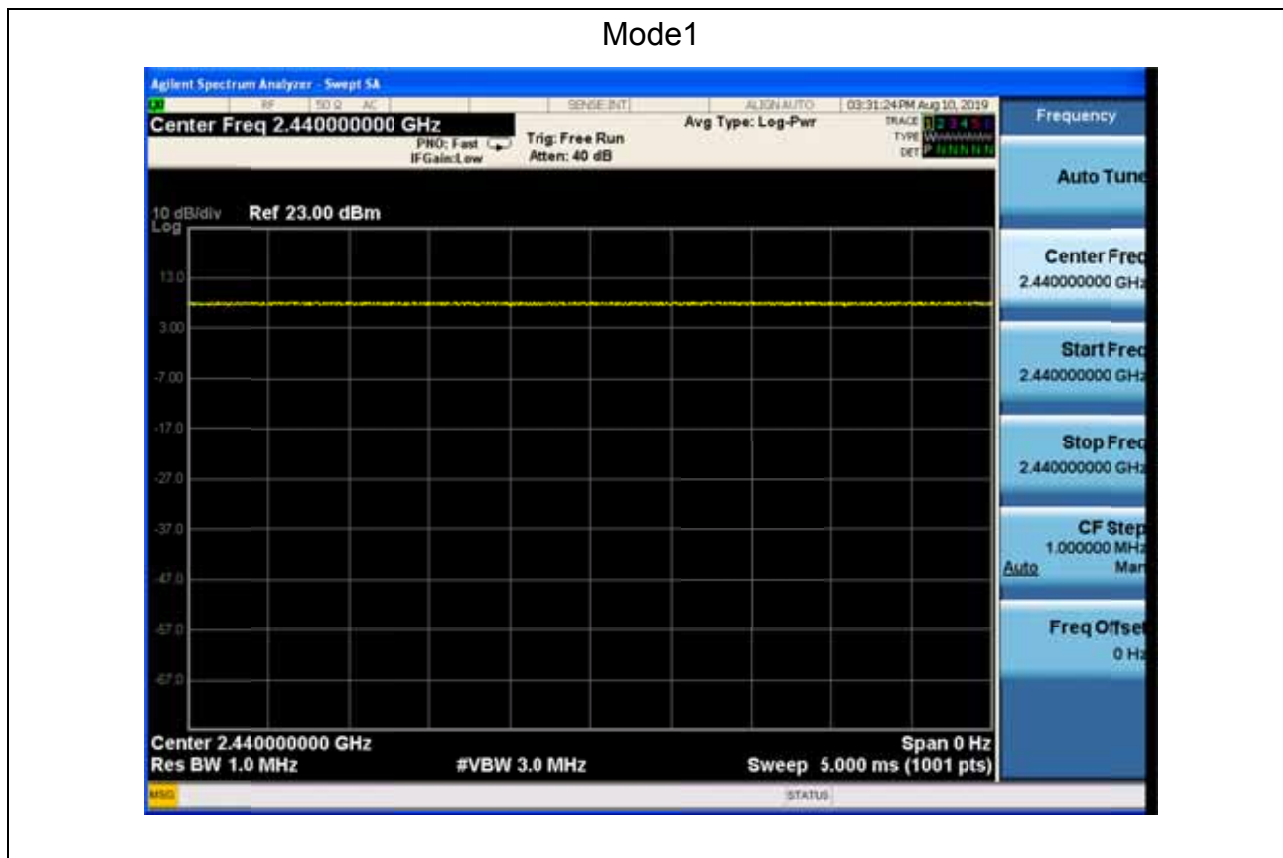 Mode1
Agilent Spectrum Analyzer - Swept SA
RF 50 Ω AC SENSE:INT ALIGN AUTO 03:31:24 PM Aug 10, 2019
Center Freq 2.440000000 GHz Avg Type: Log-Pwr TRACE 1 2 3 4 5 6
PNO: Fast Trig: Free Run TYPE
IFGain:Low Atten: 40 dB DET P N N N N N
10 dB/div Ref 23.00 dBm
Log
13.0
3.00
-7.00
-17.0
-27.0
-37.0
-47.0
-57.0
-67.0
Center 2.440000000 GHz Span 0 Hz
Res BW 1.0 MHz #VBW 3.0 MHz Sweep 5.000 ms (1001 pts)
MSG STATUS
Frequency
Auto Tune
Center Freq
2.440000000 GHz
Start Freq
2.440000000 GHz
Stop Freq
2.440000000 GHz
CF Step
1.000000 MHz
Auto Man
Freq Offset
0 Hz